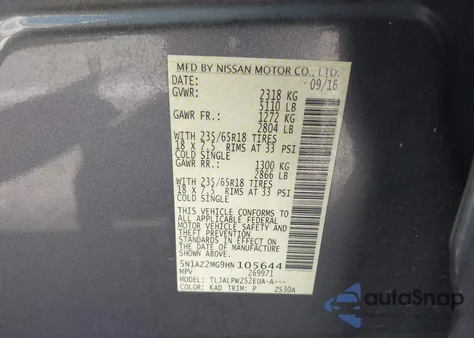 MFD BY NISSAN MOTOR CO., LTD.
DATE: 09/16
GVWR: 2318 KG
5110 LB
GAWR FR.: 1272 KG
2804 LB
WITH 235/65R18 TIRES
18 X 7.5 RIMS AT 33 PSI
COLD SINGLE
GAWR RR.: 1300 KG
2866 LB
WITH 235/65R18 TIRES
18 X 7.5 RIMS AT 33 PSI
COLD SINGLE
THIS VEHICLE CONFORMS TO
ALL APPLICABLE FEDERAL
MOTOR VEHICLE SAFETY
STANDARDS IN EFFECT ON
THE DATE OF MANUFACTURE
SHOWN ABOVE.
5N1AZ2MG9HN105644
MPV 269971
MODEL: TLJALPWZ52EUA-A---
COLOR: KAD TRIM: P ZS30A
autoSnap